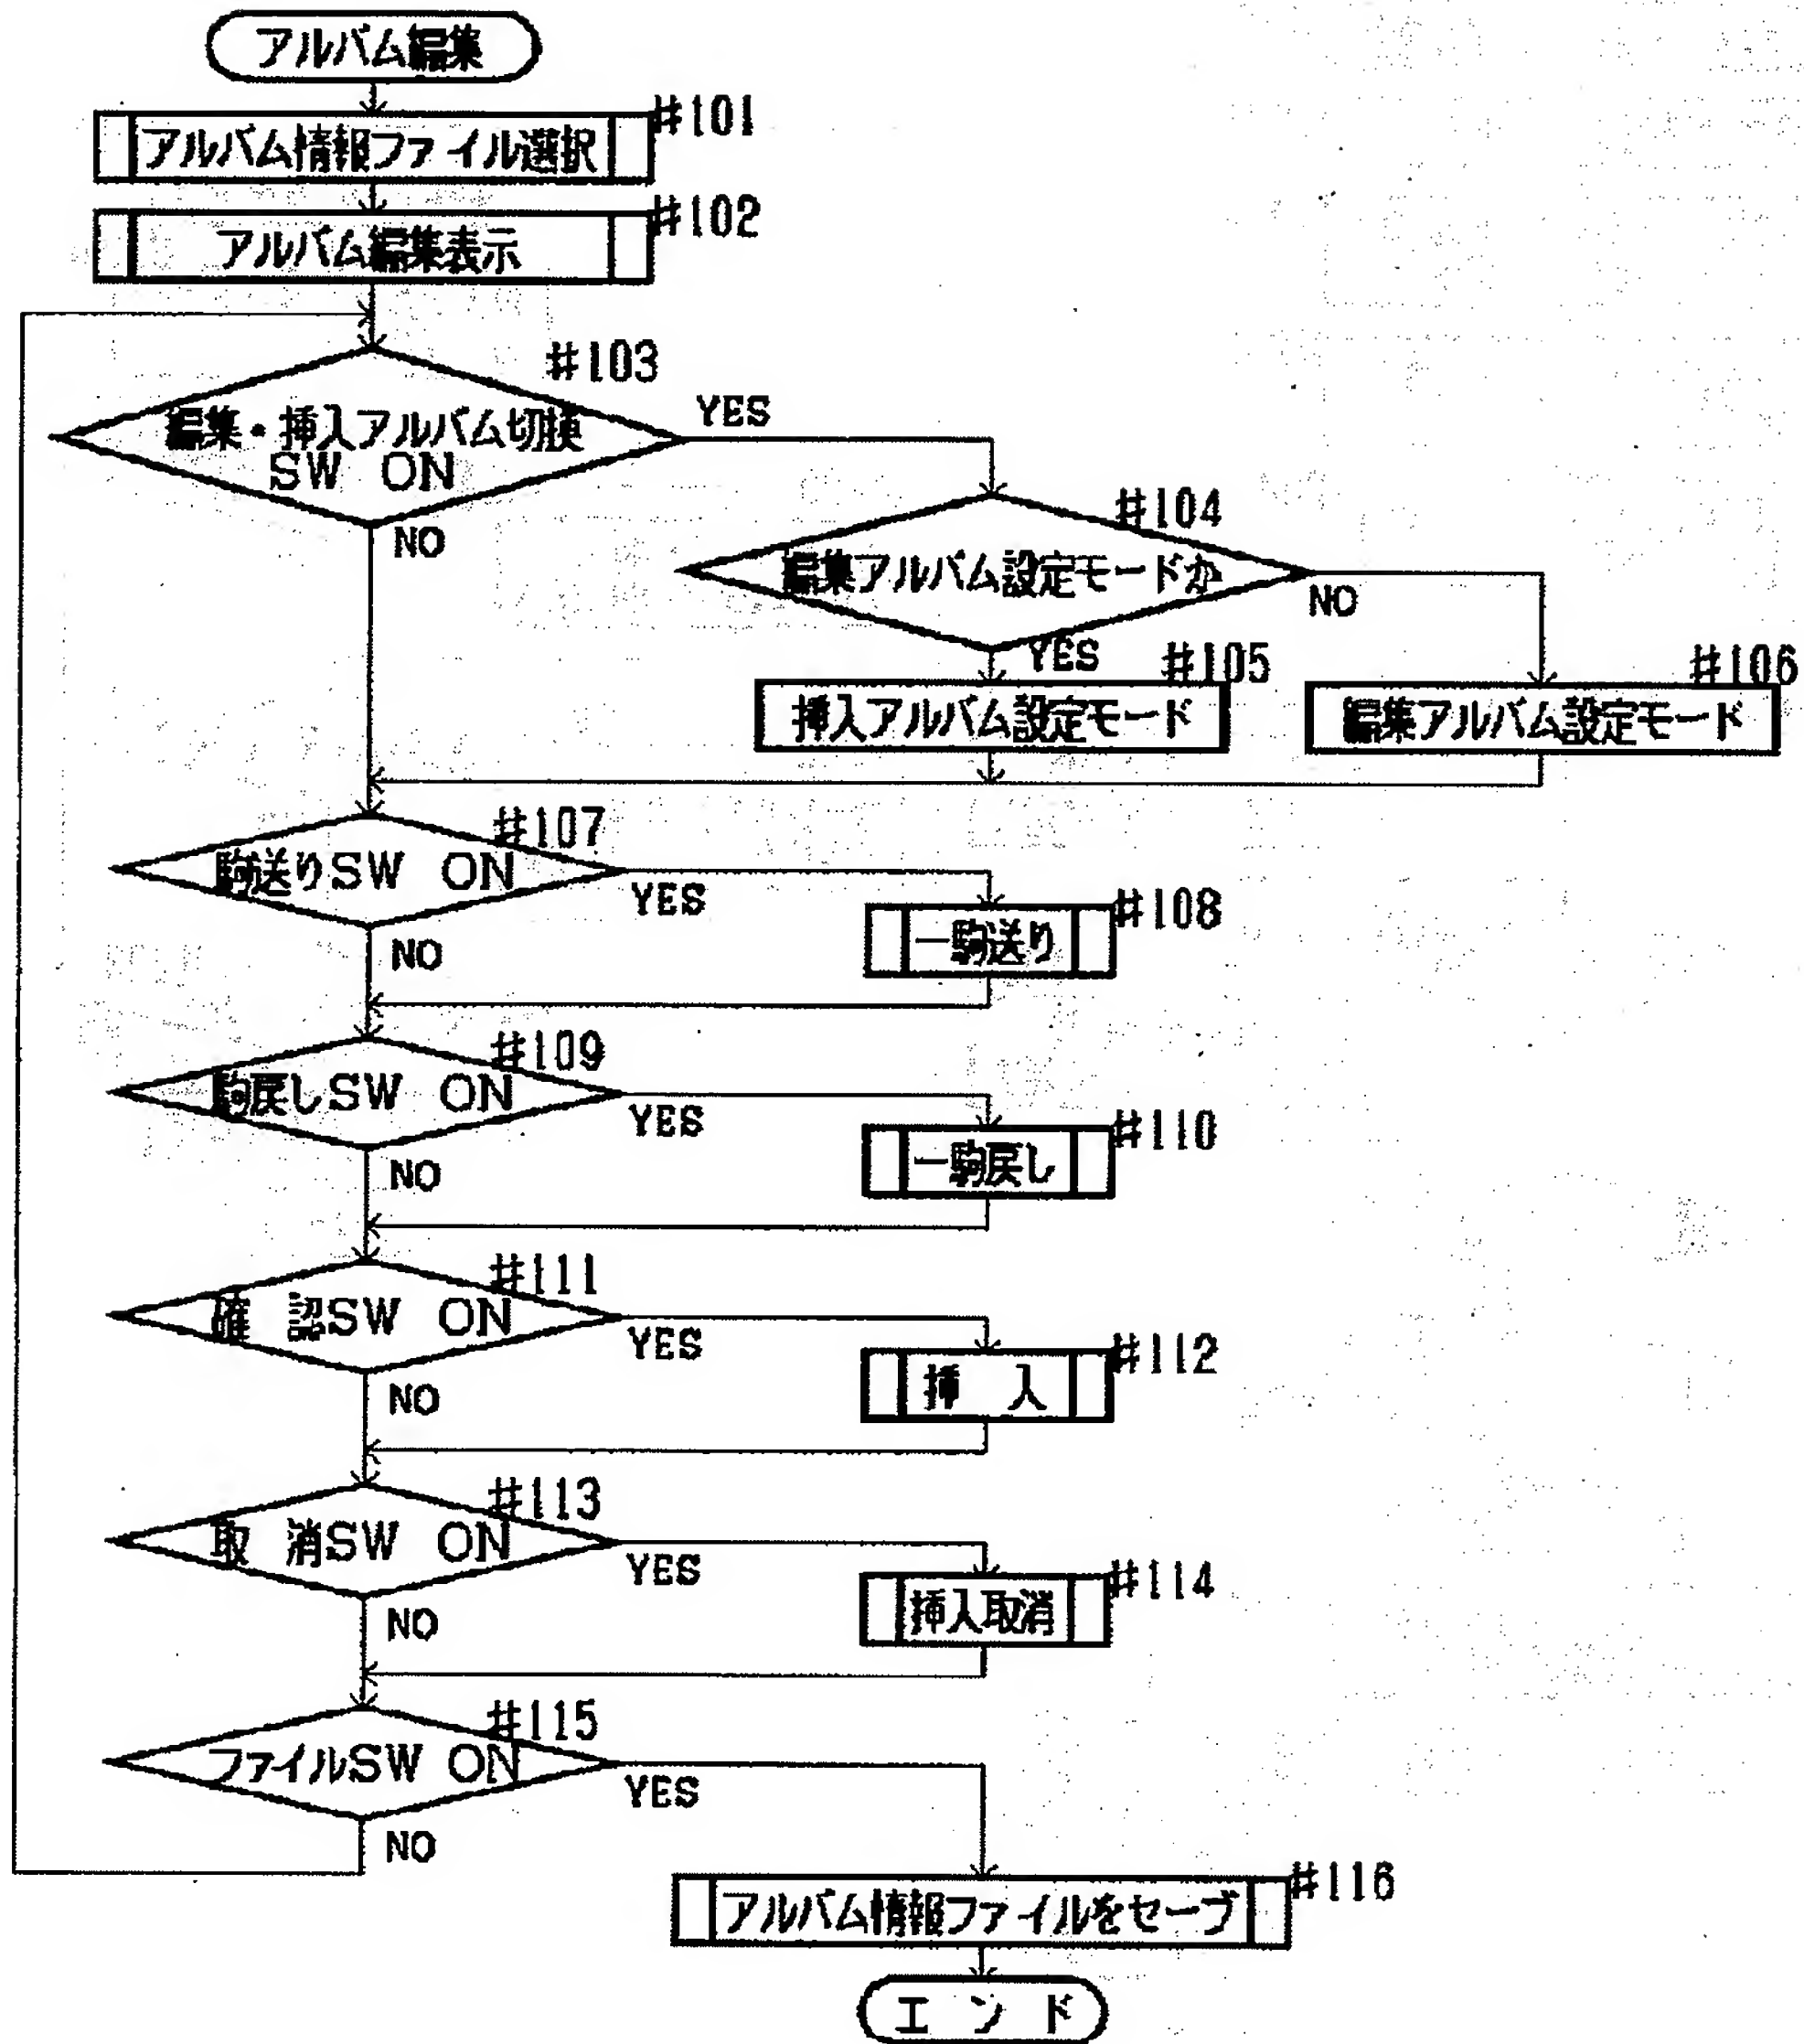 アルバム編集
#101
アルバム情報ファイル選択
#102
アルバム編集表示
#103
編集・挿入アルバム切換
SW ON
YES
NO
#104
編集アルバム設定モードか
NO
YES
#105
挿入アルバム設定モード
#106
編集アルバム設定モード
#107
駒送りSW ON
YES
NO
#108
一駒送り
#109
駒戻しSW ON
YES
NO
#110
一駒戻し
#111
確 認SW ON
YES
NO
#112
挿 入
#113
取 消SW ON
YES
NO
#114
挿入取消
#115
ファイルSW ON
YES
NO
#116
アルバム情報ファイルをセーブ
エ ン ド